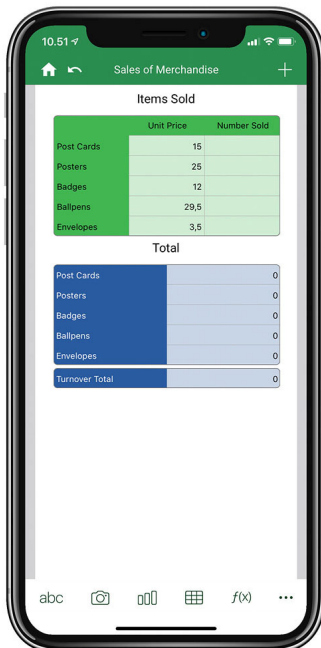 10.51
Sales of Merchandise
Items Sold
Unit Price Number Sold
Post Cards 15
Posters 25
Badges 12
Ballpens 29,5
Envelopes 3,5
Total
Post Cards 0
Posters 0
Badges 0
Ballpens 0
Envelopes 0
Turnover Total 0
abc f(x)